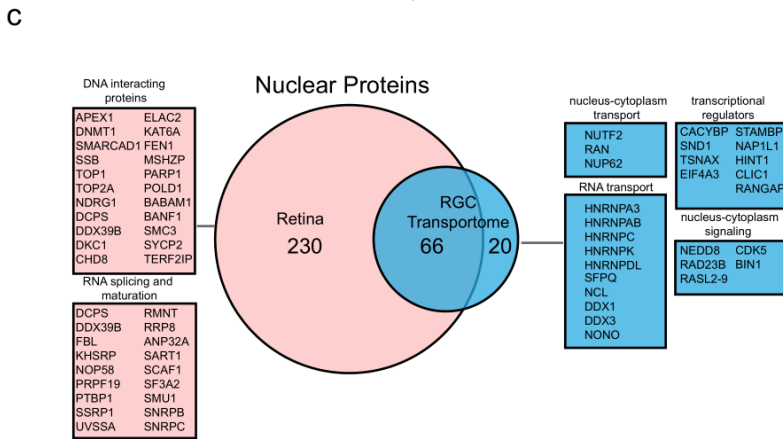 C
Nuclear Proteins
DNA interacting
proteins
APEX1 ELAC2
DNMT1 KAT6A
SMARCAD1 FEN1
SSB MSHZP
TOP1 PARP1
TOP2A POLD1
NDRG1 BABAM1
DCPS BANF1
DDX39B SMC3
DKC1 SYCP2
CHD8 TERF2IP
RNA splicing and
maturation
DCPS RMNT
DDX39B RRP8
FBL ANP32A
KHSRP SART1
NOP58 SCAF1
PRPF19 SF3A2
PTBP1 SMU1
SSRP1 SNRPB
UVSSA SNRPC
Retina
230
RGC
Transportome
66 20
nucleus-cytoplasm
transport
NUTF2
RAN
NUP62
RNA transport
HNRNPA3
HNRNPAB
HNRNPC
HNRNPK
HNRNPDL
SFPQ
NCL
DDX1
DDX3
NONO
transcriptional
regulators
CACYBP STAMBP
SND1 NAP1L1
TSNAX HINT1
EIF4A3 CLIC1
RANGAP
nucleus-cytoplasm
signaling
NEDD8 CDK5
RAD23B BIN1
RASL2-9